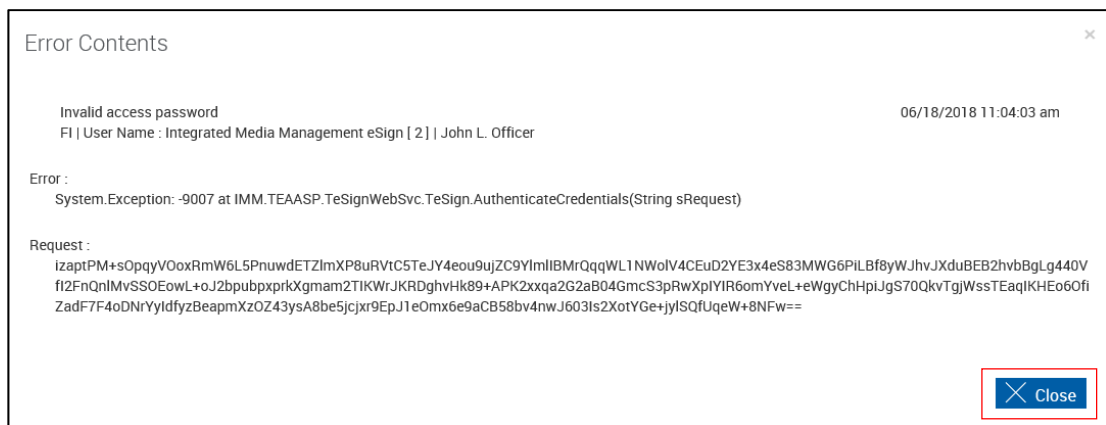 Error Contents
×
Invalid access password 06/18/2018 11:04:03 am
FI | User Name : Integrated Media Management eSign [ 2 ] | John L. Officer
Error :
System.Exception: -9007 at IMM.TEAASP.TeSignWebSvc.TeSign.AuthenticateCredentials(String sRequest)
Request :
izaptPM+sOpqyVOoxRmW6L5PnuwdETZlmXP8uRVtC5TeJY4eou9ujZC9YlmlIBMrQqqWL1NWolV4CEuD2YE3x4eS83MWG6PiLBf8yWJhvJXduBEB2hvbBgLg440V
fI2FnQnlMvSSOEowL+oJ2bpubpxprkXgmam2TIKWrJKRDghvHk89+APK2xxqa2G2aB04GmcS3pRwXpIYIR6omYveL+eWgyChHpiJgS70QkvTgjWssTEaqIKHEo6Ofi
ZadF7F4oDNrYyIdfyzBeapmXzOZ43ysA8be5jcjxr9EpJ1eOmx6e9aCB58bv4nwJ603Is2XotYGe+jylSQfUqeW+8NFw==
Close